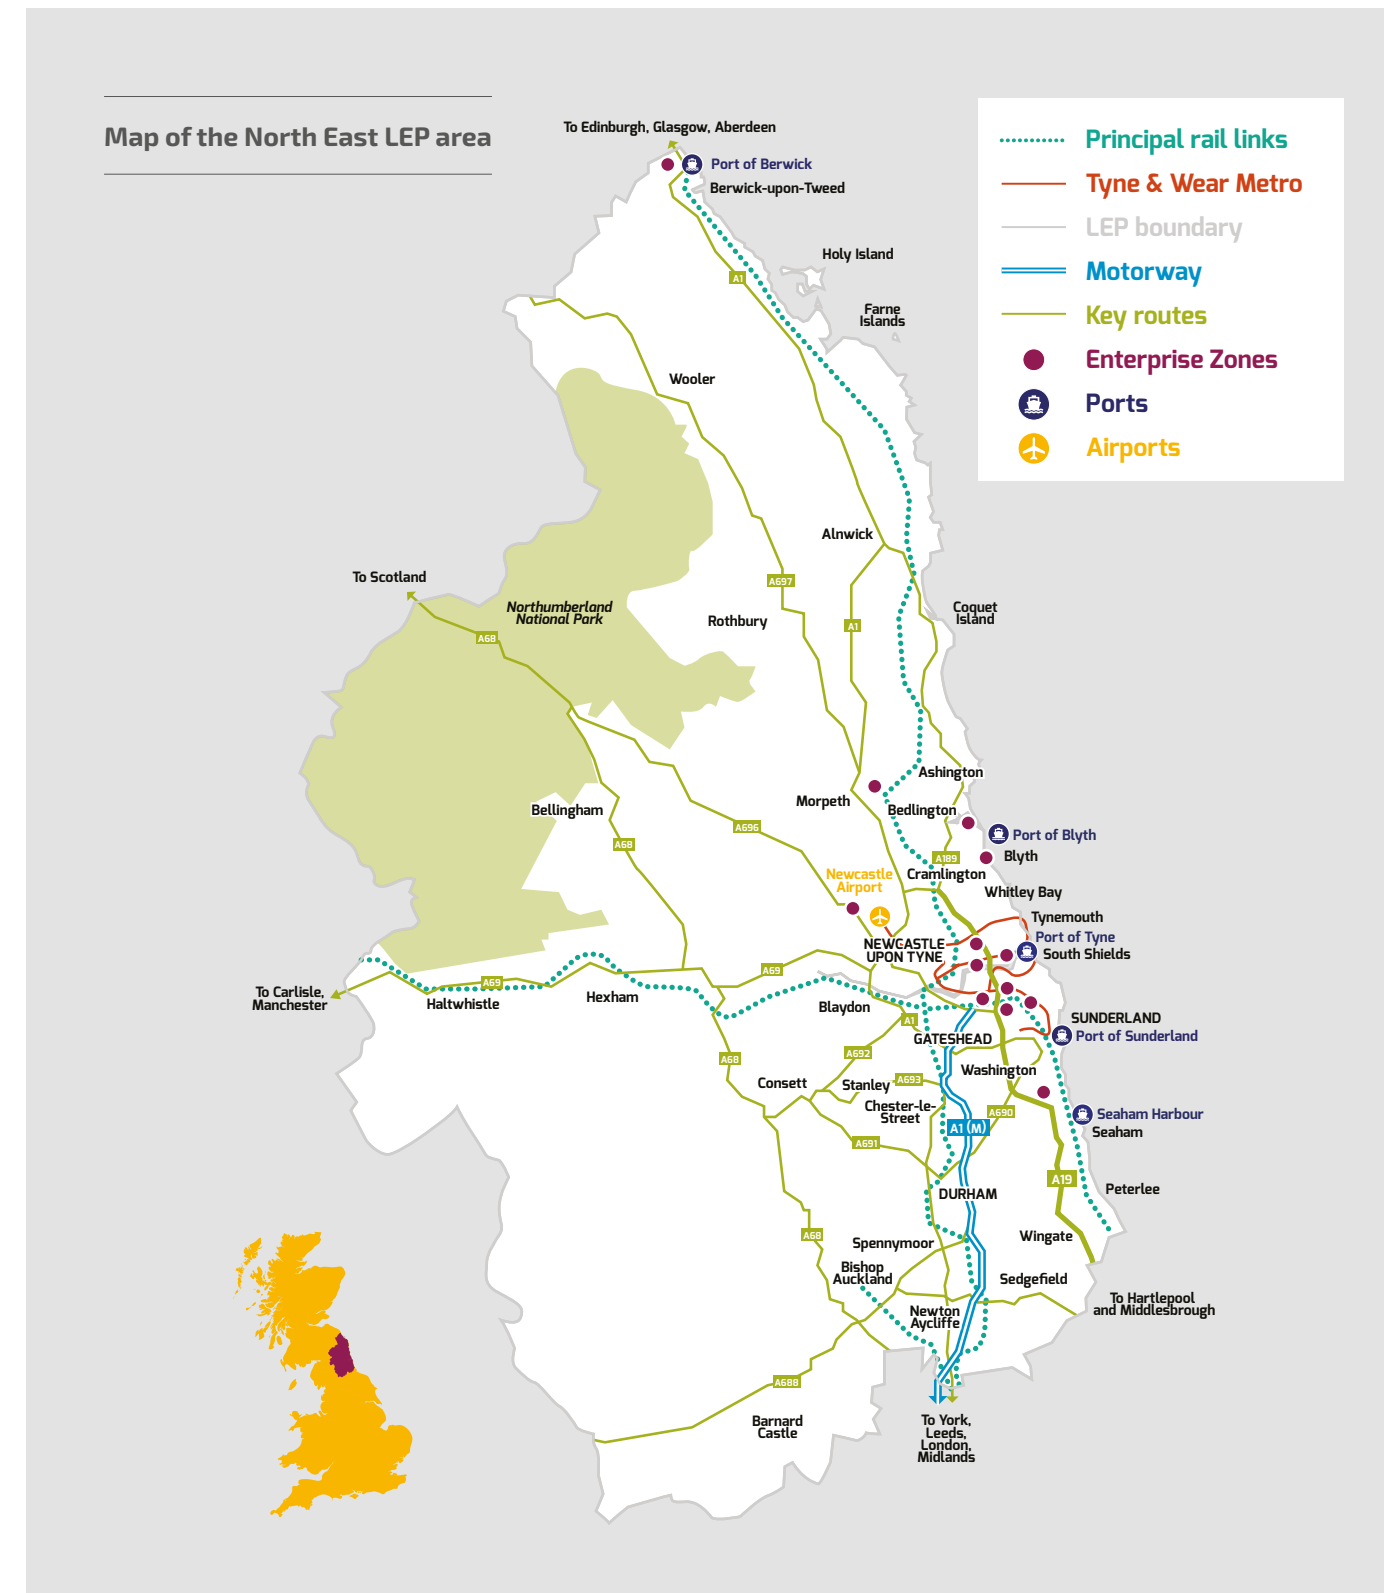 Map of the North East LEP area
To Edinburgh, Glasgow, Aberdeen
Port of Berwick
Berwick-upon-Tweed
Principal rail links
Tyne & Wear Metro
LEP boundary
Motorway
Key routes
Enterprise Zones
Ports
Airports
Holy Island
A1
Farne
Islands
Wooler
Alnwick
To Scotland
A697
Northumberland
National Park
Coquet
Island
Rothbury
A1
A68
Ashington
Morpeth
Bedlington
Bellingham
A696
Port of Blyth
A68
Blyth
A189
Newcastle
Airport
Cramlington
Whitley Bay
Tynemouth
Port of Tyne
NEWCASTLE
UPON TYNE
South Shields
A69
A69
To Carlisle,
Manchester
Haltwhistle
Hexham
Blaydon
A1
SUNDERLAND
Port of Sunderland
GATESHEAD
A692
A68
Washington
Consett
Stanley
A693
Chester-le-
Street
A690
Seaham Harbour
A1 (M)
Seaham
A691
A19
Peterlee
DURHAM
A68
Wingate
Spennymoor
Bishop
Auckland
Sedgefield
To Hartlepool
and Middlesbrough
Newton
Aycliffe
A688
Barnard
Castle
To York,
Leeds,
London,
Midlands